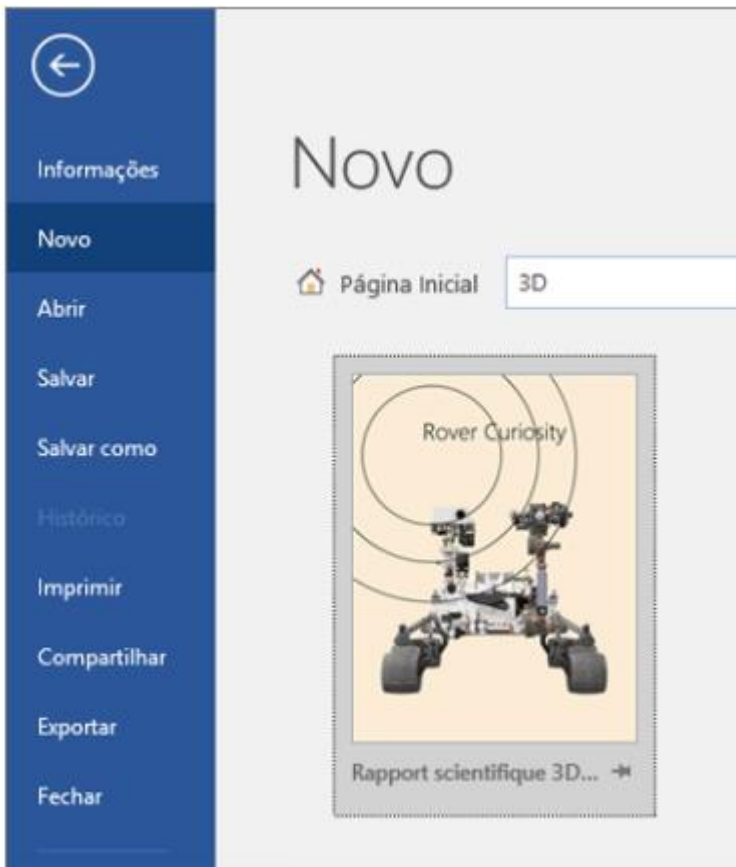 Informações
Novo
Abrir
Salvar
Salvar como
Histórico
Imprimir
Compartilhar
Exportar
Fechar
Novo
Página Inicial
3D
Rover Curiosity
Rapport scientifique 3D...